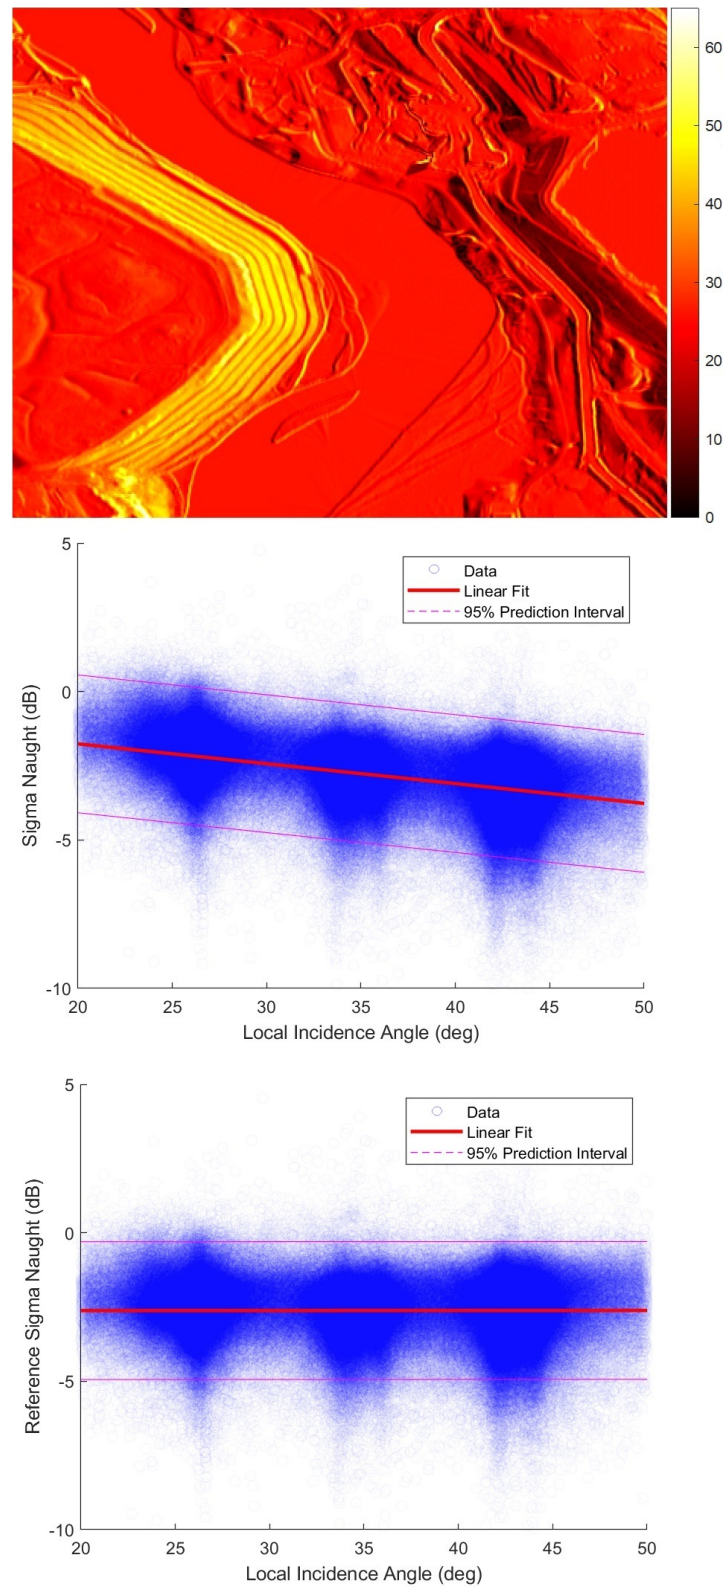 60
50
40
30
20
10
0
5
0
-5
-10
Sigma Naught (dB)
Data
Linear Fit
95% Prediction Interval
20 25 30 35 40 45 50
Local Incidence Angle (deg)
5
0
-5
-10
Reference Sigma Naught (dB)
Data
Linear Fit
95% Prediction Interval
20 25 30 35 40 45 50
Local Incidence Angle (deg)